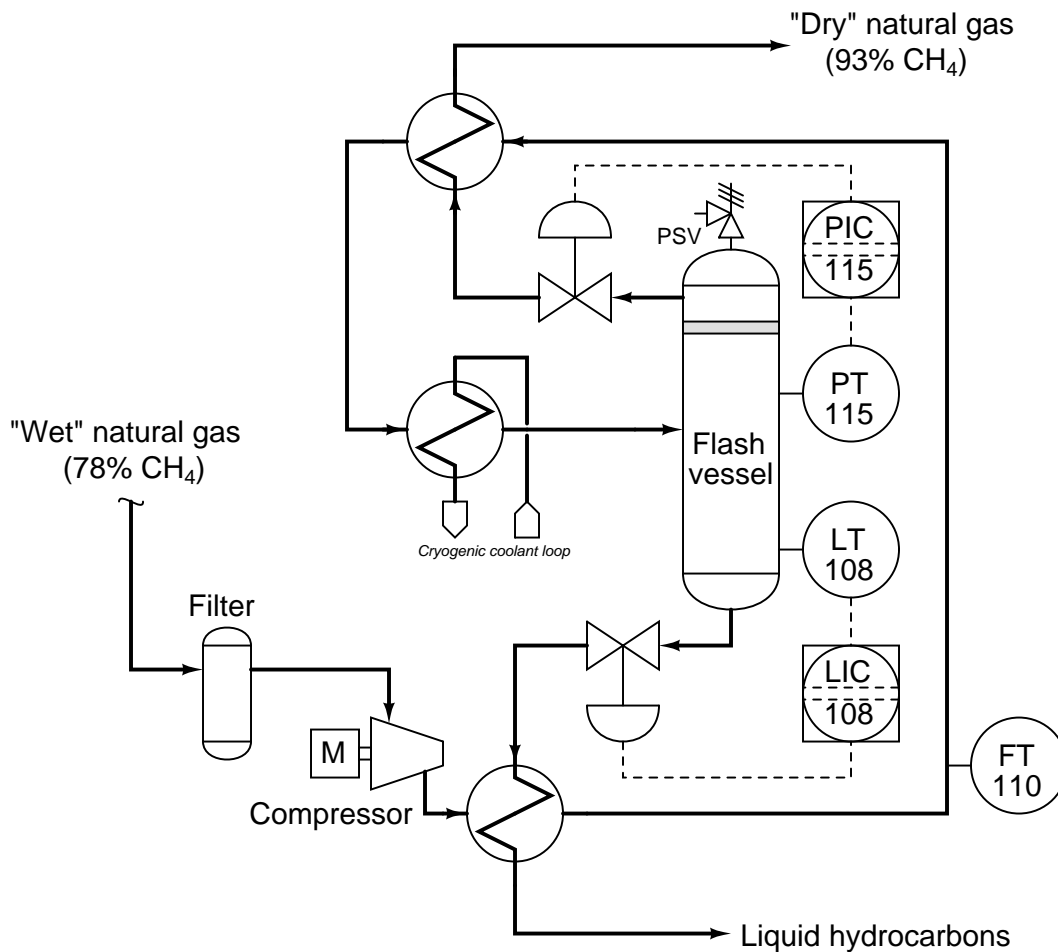 "Dry" natural gas
(93% CH₄)
PSV
PIC
115
PT
115
"Wet" natural gas
(78% CH₄)
Flash
vessel
Cryogenic coolant loop
LT
108
Filter
LIC
108
M
Compressor
FT
110
Liquid hydrocarbons